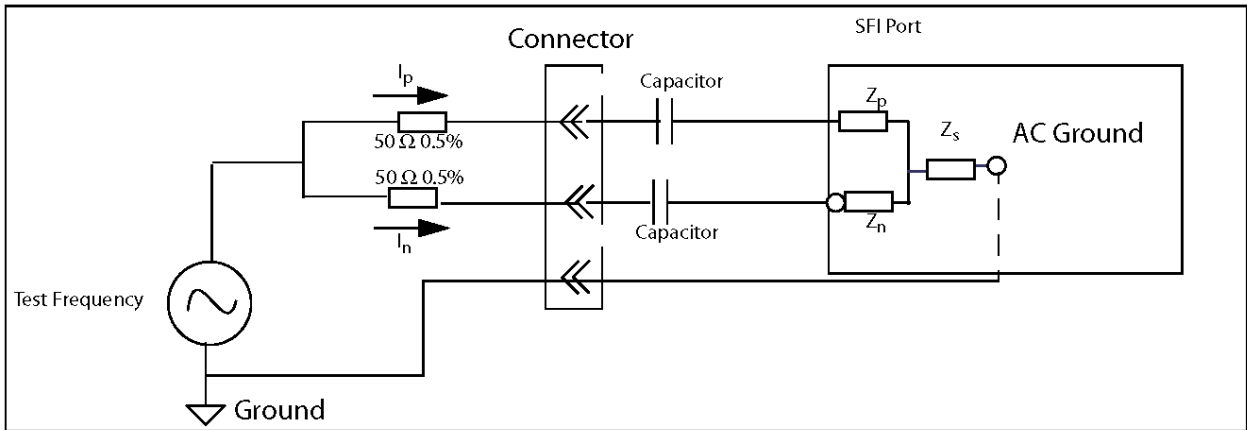 SFI Port
Connector
Ip
Capacitor
Zp
50 Ω 0.5%
Zs
AC Ground
50 Ω 0.5%
Zn
In
Capacitor
Test Frequency
Ground